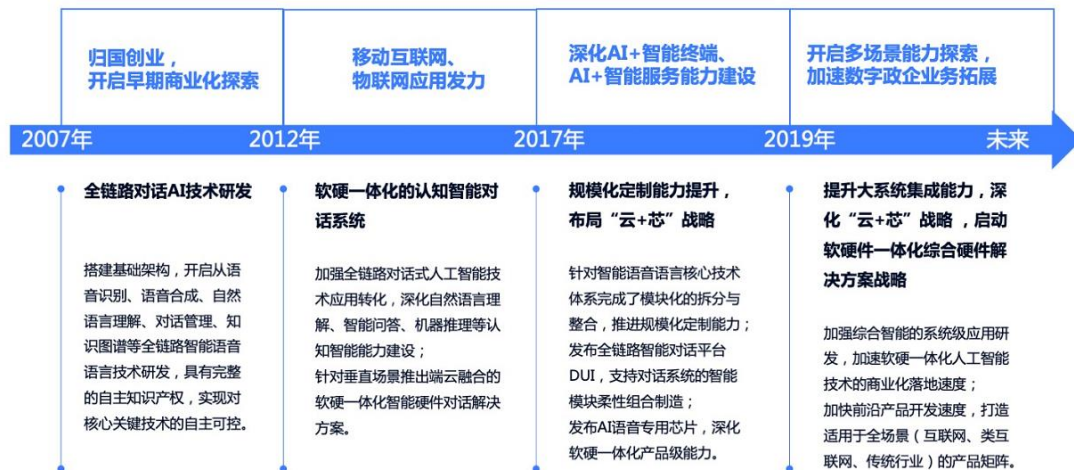 归国创业，
开启早期商业化探索
移动互联网、
物联网应用发力
深化AI+智能终端、
AI+智能服务能力建设
开启多场景能力探索，
加速数字政企业务拓展
2007年
2012年
2017年
2019年
未来
全链路对话AI技术研发
搭建基础架构，开启从语
音识别、语音合成、自然
语言理解、对话管理、知
识图谱等全链路智能语音
语言技术研发，具有完整
的自主知识产权，实现对
核心关键技术的自主可控。
软硬一体化的认知智能对
话系统
加强全链路对话式人工智能技
术应用转化，深化自然语言理
解、智能问答、机器推理等认
知智能能力建设；
针对垂直场景推出端云融合的
软硬一体化智能硬件对话解决
方案。
规模化定制能力提升，
布局“云+芯”战略
针对智能语音语言核心技术
体系完成了模块化的拆分与
整合，推进规模化定制能力；
发布全链路智能对话平台
DUI，支持对话系统的智能
模块柔性组合制造；
发布AI语音专用芯片，深化
软硬一体化产品级能力。
提升大系统集成能力，深
化“云+芯”战略，启动
软硬件一体化综合硬件解
决方案战略
加强综合智能的系统级应用研
发，加速软硬一体化人工智能
技术的商业化落地速度；
加快前沿产品开发速度，打造
适用于全场景（互联网、类互
联网、传统行业）的产品矩阵。